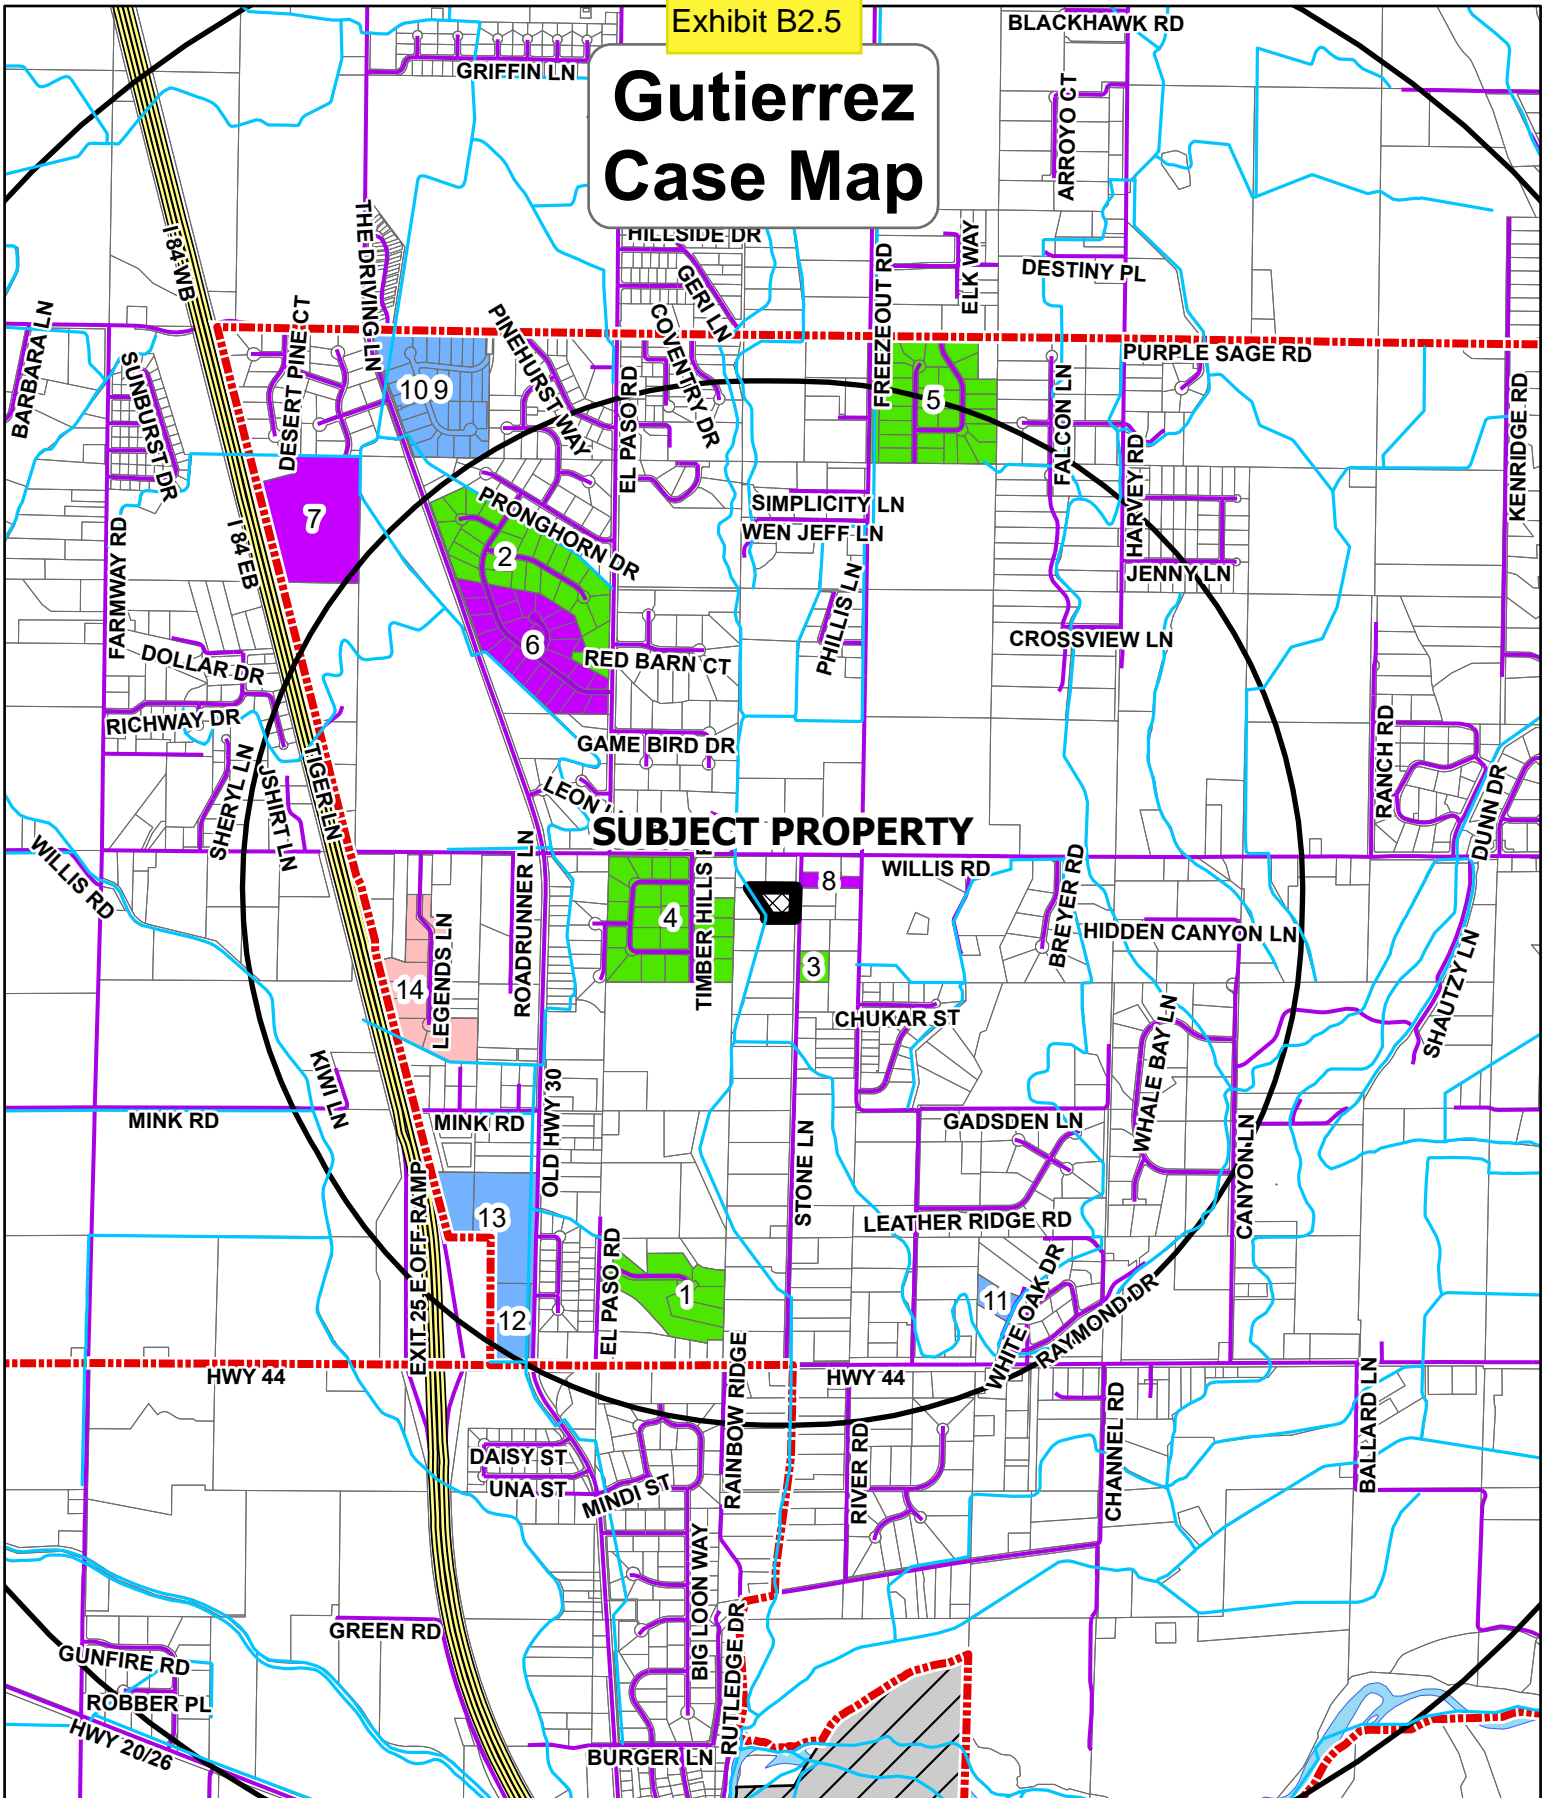 Exhibit B2.5
Gutierrez
Case Map
BLACKHAWK RD
GRIFFIN LN
ARROYO CT
I 84 WB
THE DRIVING LN
HILLSIDE DR
GERI LN
FREEZEOUT RD
ELK WAY
DESTINY PL
BARBARA LN
SUNBURST DR
DESERT PINE CT
PINEHURST WAY
COVENTRY DR
EL PASO RD
PURPLE SAGE RD
FALCON LN
HARVEY RD
KENRIDGE RD
10 9
5
7
PRONGHORN DR
SIMPLICITY LN
WEN JEFF LN
I 84 EB
FARMWAY RD
2
JENNY LN
PHILLIS LN
6
CROSSVIEW LN
DOLLAR DR
RED BARN CT
RICHWAY DR
GAME BIRD DR
SHERYL LN
JSHIRT LN
TIGER LN
LEON
RANCH RD
DUNN DR
SUBJECT PROPERTY
WILLIS RD
WILLIS RD
ROADRUNNER LN
TIMBER HILLS
8
4
BREYER RD
HIDDEN CANYON LN
LEGENDS LN
14
3
SHAUTZY LN
CHUKAR ST
WHALE BAY LN
KIWI LN
MINK RD
MINK RD
OLD HWY 30
GADSDEN LN
STONE LN
CANYON LN
EXIT 25 E OFF RAMP
13
LEATHER RIDGE RD
EL PASO RD
1
12
11
WHITE OAK DR
RAYMOND DR
HWY 44
HWY 44
RAINBOW RIDGE
RIVER RD
CHANNEL RD
BALLARD LN
DAISY ST
UNA ST
MINDI ST
BIG LOON WAY
GREEN RD
RUTLEDGE DR
GUNFIRE RD
ROBBER PL
HWY 20/26
BURGER LN